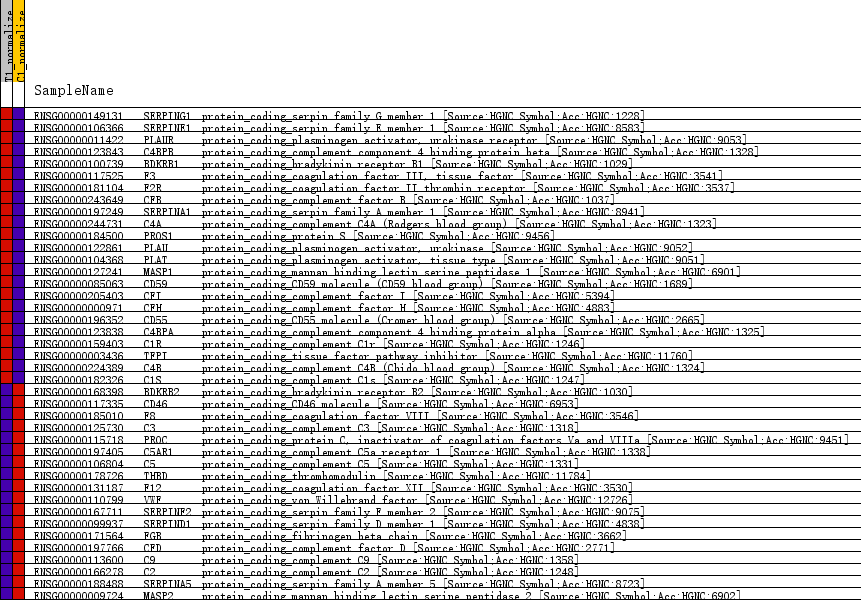 T1_normalize
C1_normalize
SampleName
ENSG00000149131 SERPING1 protein_coding_serpin family G member 1 [Source:HGNC Symbol;Acc:HGNC:1228]
ENSG00000106366 SERPINE1 protein_coding_serpin family E member 1 [Source:HGNC Symbol;Acc:HGNC:8583]
ENSG00000011422 PLAUR protein_coding_plasminogen activator, urokinase receptor [Source:HGNC Symbol;Acc:HGNC:9053]
ENSG00000123843 C4BPB protein_coding_complement component 4 binding protein beta [Source:HGNC Symbol;Acc:HGNC:1328]
ENSG00000100739 BDKRB1 protein_coding_bradykinin receptor B1 [Source:HGNC Symbol;Acc:HGNC:1029]
ENSG00000117525 F3 protein_coding_coagulation factor III, tissue factor [Source:HGNC Symbol;Acc:HGNC:3541]
ENSG00000181104 F2R protein_coding_coagulation factor II thrombin receptor [Source:HGNC Symbol;Acc:HGNC:3537]
ENSG00000243649 CFB protein_coding_complement factor B [Source:HGNC Symbol;Acc:HGNC:1037]
ENSG00000197249 SERPINA1 protein_coding_serpin family A member 1 [Source:HGNC Symbol;Acc:HGNC:8941]
ENSG00000244731 C4A protein_coding_complement C4A (Rodgers blood group) [Source:HGNC Symbol;Acc:HGNC:1323]
ENSG00000184500 PROS1 protein_coding_protein S [Source:HGNC Symbol;Acc:HGNC:9456]
ENSG00000122861 PLAU protein_coding_plasminogen activator, urokinase [Source:HGNC Symbol;Acc:HGNC:9052]
ENSG00000104368 PLAT protein_coding_plasminogen activator, tissue type [Source:HGNC Symbol;Acc:HGNC:9051]
ENSG00000127241 MASP1 protein_coding_mannan binding lectin serine peptidase 1 [Source:HGNC Symbol;Acc:HGNC:6901]
ENSG00000085063 CD59 protein_coding_CD59 molecule (CD59 blood group) [Source:HGNC Symbol;Acc:HGNC:1689]
ENSG00000205403 CFI protein_coding_complement factor I [Source:HGNC Symbol;Acc:HGNC:5394]
ENSG00000000971 CFH protein_coding_complement factor H [Source:HGNC Symbol;Acc:HGNC:4883]
ENSG00000196352 CD55 protein_coding_CD55 molecule (Cromer blood group) [Source:HGNC Symbol;Acc:HGNC:2665]
ENSG00000123838 C4BPA protein_coding_complement component 4 binding protein alpha [Source:HGNC Symbol;Acc:HGNC:1325]
ENSG00000159403 C1R protein_coding_complement C1r [Source:HGNC Symbol;Acc:HGNC:1246]
ENSG00000003436 TFPI protein_coding_tissue factor pathway inhibitor [Source:HGNC Symbol;Acc:HGNC:11760]
ENSG00000224389 C4B protein_coding_complement C4B (Chido blood group) [Source:HGNC Symbol;Acc:HGNC:1324]
ENSG00000182326 C1S protein_coding_complement C1s [Source:HGNC Symbol;Acc:HGNC:1247]
ENSG00000168398 BDKRB2 protein_coding_bradykinin receptor B2 [Source:HGNC Symbol;Acc:HGNC:1030]
ENSG00000117335 CD46 protein_coding_CD46 molecule [Source:HGNC Symbol;Acc:HGNC:6953]
ENSG00000185010 F8 protein_coding_coagulation factor VIII [Source:HGNC Symbol;Acc:HGNC:3546]
ENSG00000125730 C3 protein_coding_complement C3 [Source:HGNC Symbol;Acc:HGNC:1318]
ENSG00000115718 PROC protein_coding_protein C, inactivator of coagulation factors Va and VIIIa [Source:HGNC Symbol;Acc:HGNC:9451]
ENSG00000197405 C5AR1 protein_coding_complement C5a receptor 1 [Source:HGNC Symbol;Acc:HGNC:1338]
ENSG00000106804 C5 protein_coding_complement C5 [Source:HGNC Symbol;Acc:HGNC:1331]
ENSG00000178726 THBD protein_coding_thrombomodulin [Source:HGNC Symbol;Acc:HGNC:11784]
ENSG00000131187 F12 protein_coding_coagulation factor XII [Source:HGNC Symbol;Acc:HGNC:3530]
ENSG00000110799 VWF protein_coding_von Willebrand factor [Source:HGNC Symbol;Acc:HGNC:12726]
ENSG00000167711 SERPINF2 protein_coding_serpin family F member 2 [Source:HGNC Symbol;Acc:HGNC:9075]
ENSG00000099937 SERPIND1 protein_coding_serpin family D member 1 [Source:HGNC Symbol;Acc:HGNC:4838]
ENSG00000171564 FGB protein_coding_fibrinogen beta chain [Source:HGNC Symbol;Acc:HGNC:3662]
ENSG00000197766 CFD protein_coding_complement factor D [Source:HGNC Symbol;Acc:HGNC:2771]
ENSG00000113600 C9 protein_coding_complement C9 [Source:HGNC Symbol;Acc:HGNC:1358]
ENSG00000166278 C2 protein_coding_complement C2 [Source:HGNC Symbol;Acc:HGNC:1248]
ENSG00000188488 SERPINA5 protein_coding_serpin family A member 5 [Source:HGNC Symbol;Acc:HGNC:8723]
ENSG00000009724 MASP2 protein_coding_mannan binding lectin serine peptidase 2 [Source:HGNC Symbol;Acc:HGNC:6902]